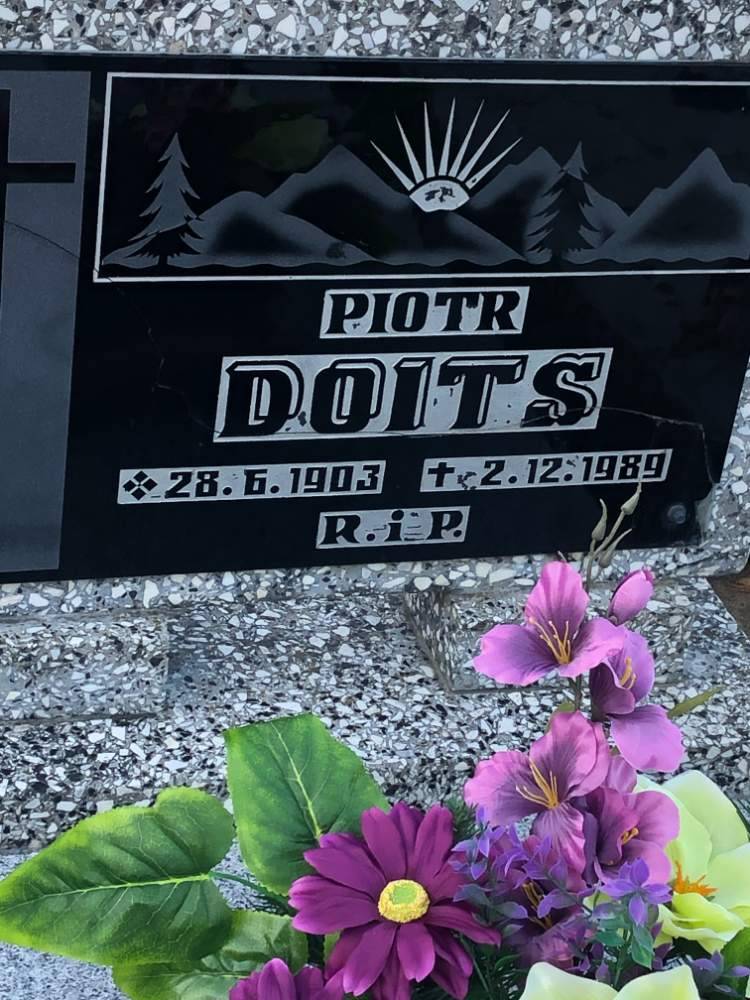 PIOTR
DOITS
❖ 28.6.1903 ✝ 2.12.1989
R.i.P.